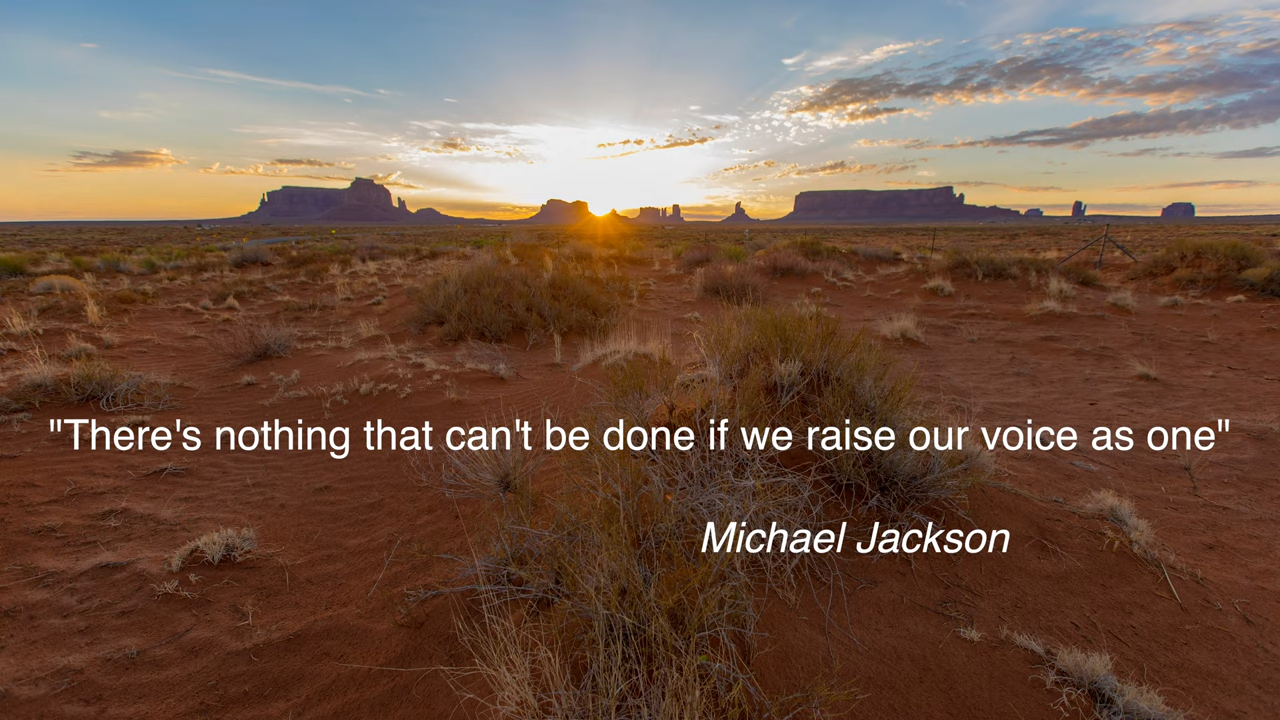 "There's nothing that can't be done if we raise our voice as one"
Michael Jackson